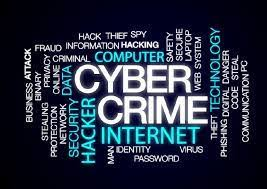 HACK THEFT SPY
INFORMATION HACKING
FRAUD
CRIMINAL COMPUTER
CYBER
CRIME
INTERNET
MAN IDENTITY VIRUS
PASSWORD
BUSINESS
ATTACK
BINARY
PRIVACY
ONLINE
STEALING
PROTECTION
NETWORK
DATA
SECURITY
HACKER
SAFETY
SECURE
LAPTOP
WEB
SYSTEM
TECHNOLOGY
THEFT
PHISHING
DIGITAL
DANGER
CODE
STEAL
COMMUNICATION
PC